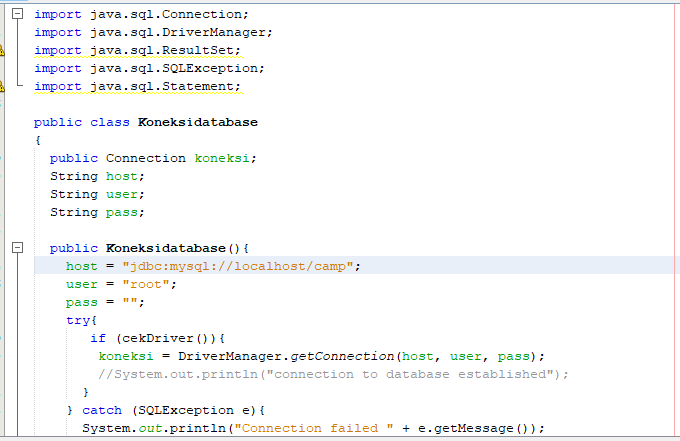 import java.sql.Connection;
import java.sql.DriverManager;
import java.sql.ResultSet;
import java.sql.SQLException;
import java.sql.Statement;
public class Koneksidatabase
{
public Connection koneksi;
String host;
String user;
String pass;
public Koneksidatabase(){
host = "jdbc:mysql://localhost/camp";
user = "root";
pass = "";
try{
if (cekDriver()){
koneksi = DriverManager.getConnection(host, user, pass);
//System.out.println("connection to database established");
}
} catch (SQLException e){
System.out.println("Connection failed " + e.getMessage());